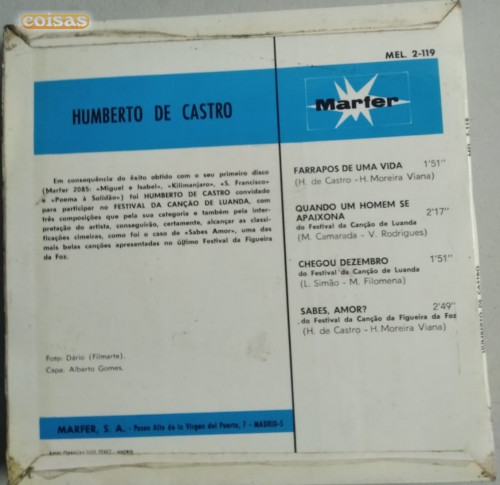 coisas
MEL. 2-119
HUMBERTO DE CASTRO
Marfer
Em consequência do êxito obtido com o seu primeiro disco
(Marfer 2085: «Miguel e Isabel», «Kilimanjaro», «S. Francisco»
e «Poema à Solidão») foi HUMBERTO DE CASTRO convidado
para participar no FESTIVAL DA CANÇÃO DE LUANDA, com
três composições que pela sua categoria e também pela inter-
pretação do artista, conseguirão, certamente, alcançar as classi-
ficações cimeiras, como foi o caso de «Sabes Amor», uma das
mais belas canções apresentadas no último Festival da Figueira
da Foz.
Foto: Dário (Filmarte).
Capa: Alberto Gomes.
FARRAPOS DE UMA VIDA 1'51''
(H. de Castro - H. Moreira Viana)
QUANDO UM HOMEM SE
APAIXONA 2'17''
do Festival da Canção de Luanda
(M. Camarada - V. Rodrigues)
CHEGOU DEZEMBRO 1'51''
do Festival da Canção de Luanda
(L. Simão - M. Filomena)
SABES, AMOR? 2'49''
do Festival da Canção da Figueira da Foz
(H. de Castro - H. Moreira Viana)
MARFER, S. A. - Paseo Alto de la Virgen del Puerto, 7 - MADRID-5
HUMBERTO DE CASTRO